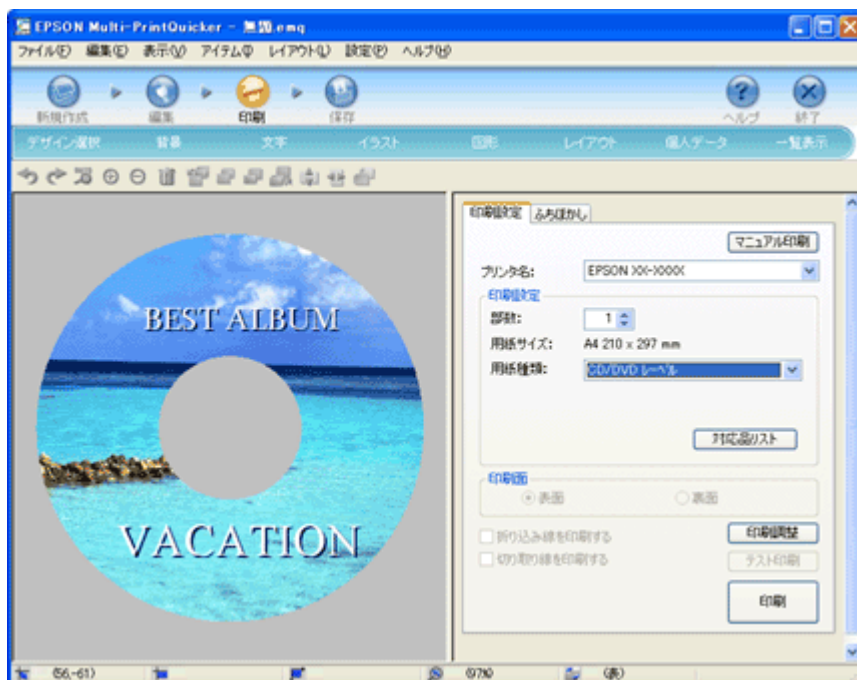 EPSON Multi-PrintQuicker - 無題.emq
ファイル(F) 編集(E) 表示(V) アイテム(I) レイアウト(L) 設定(P) ヘルプ(H)
新規作成 編集 印刷 保存 ヘルプ 終了
デザイン選択 背景 文字 イラスト 図形 レイアウト 個人データ 一覧表示
BEST ALBUM
VACATION
印刷設定 ふちぼかし
マニュアル印刷
プリンタ名: EPSON XX-XXXX
印刷設定
部数: 1
用紙サイズ: A4 210 x 297 mm
用紙種類: CD/DVD レーベル
対応品リスト
印刷面
表面 裏面
折り込み線を印刷する
印刷調整
切り取り線を印刷する
テスト印刷
印刷
(56,-61) (97%) (表)